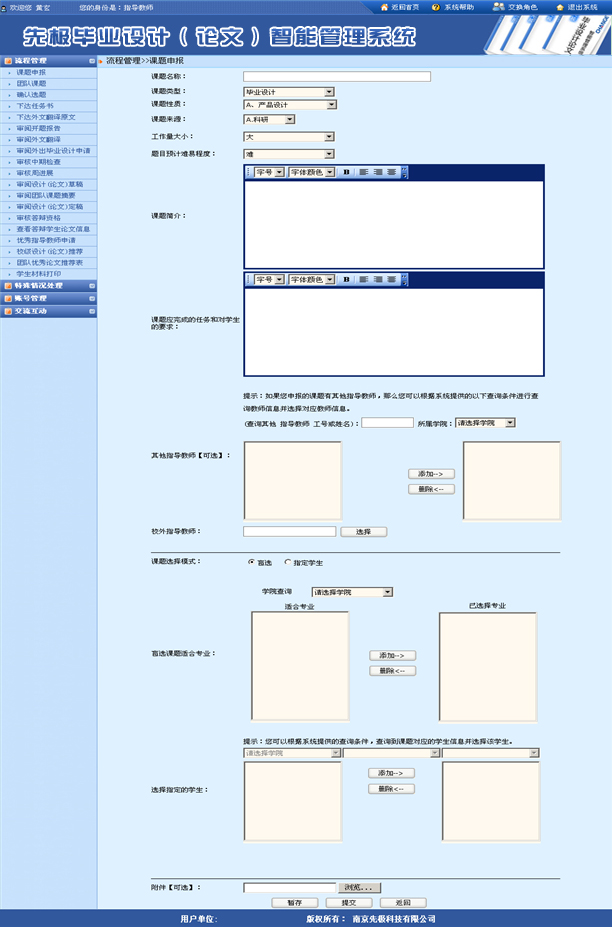 欢迎您 黄玄 您的身份是：指导教师 返回首页 系统帮助 交换角色 退出系统
先极毕业设计（论文）智能管理系统
流程管理
课题申报
团队课题
确认选题
下达任务书
下达外文翻译原文
审阅开题报告
审阅外文翻译
审阅外出毕业设计申请
审核中期检查
审核周进展
审阅设计(论文)草稿
审阅团队课题摘要
审阅设计(论文)定稿
审核答辩资格
查看答辩学生论文信息
优秀指导教师申请
校级设计(论文)推荐
团队优秀论文推荐表
学生材料打印
特殊情况处理
账号管理
交流互动
流程管理>>课题申报
课题名称：
课题类型： 毕业设计
课题性质： A、产品设计
课题来源： A.科研
工作量大小： 大
题目预计难易程度： 难
字号 字体颜色 B
课题简介：
字号 字体颜色 B
课题应完成的任务和对学生
的要求：
提示：如果您申报的课题有其他指导教师，那么您可以根据系统提供的以下查询条件进行查
询教师信息并选择对应教师信息。
(查询其他 指导教师 工号或姓名)： 所属学院： 请选择学院
其他指导教师【可选】：
添加-->
删除<--
校外指导教师： 选择
课题选择模式： 盲选 指定学生
学院查询 请选择学院
适合专业 已选择专业
盲选课题适合专业：
添加-->
删除<--
提示：您可以根据系统提供的查询条件，查询到课题对应的学生信息并选择该学生。
请选择学院
添加-->
删除<--
选择指定的学生：
附件【可选】： 浏览...
暂存 提交 返回
用户单位: 版权所有： 南京先极科技有限公司